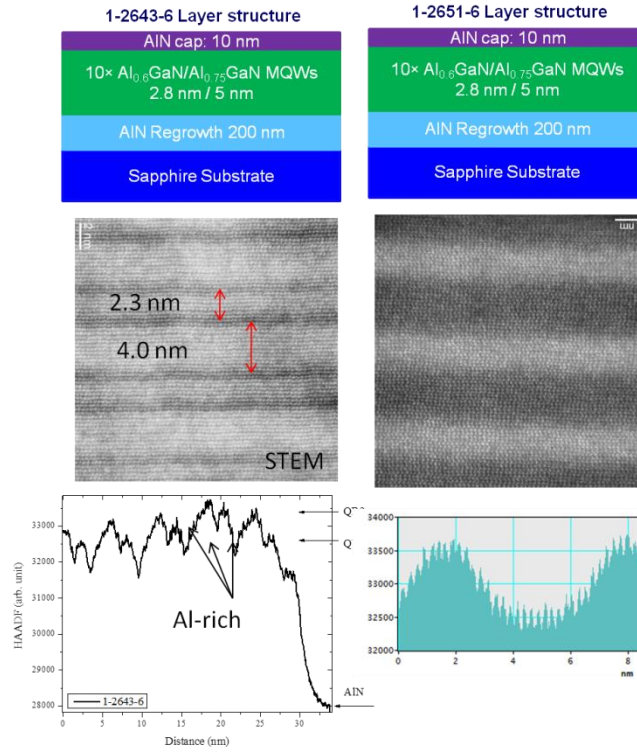 1-2643-6 Layer structure
AlN cap: 10 nm
10× Al0.6GaN/Al0.75GaN MQWs
2.8 nm / 5 nm
AlN Regrowth 200 nm
Sapphire Substrate
1-2651-6 Layer structure
AlN cap: 10 nm
10× Al0.6GaN/Al0.75GaN MQWs
2.8 nm / 5 nm
AlN Regrowth 200 nm
Sapphire Substrate
2 nm
2.3 nm
4.0 nm
STEM
nm
HAADF (arb. unit)
33000
32000
31000
30000
29000
28000
Al-rich
AlN
1-2643-6
0 5 10 15 20 25 30
Distance (nm)
34000
33500
33000
32500
32000
0 2 4 6 8
nm